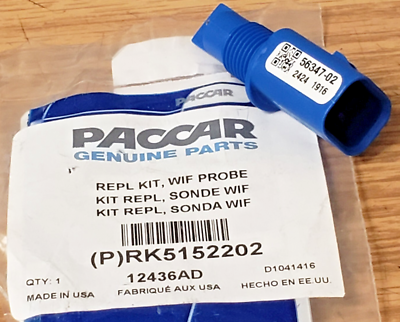 56347-02
2424 1916
PACCAR
PACCAR
GENUINE PARTS
REPL KIT, WIF PROBE
KIT REPL, SONDE WIF
KIT REPL, SONDA WIF
(P)RK5152202
QTY: 1
12436AD
D1041416
MADE IN USA
FABRIQUÉ AUX USA
HECHO EN EE.UU.